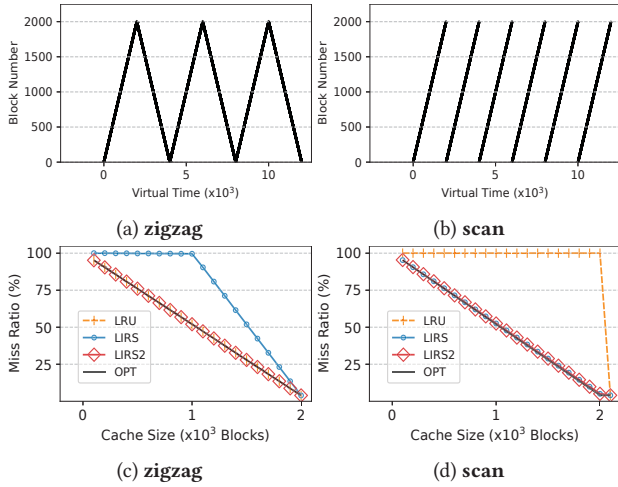 2000
1500
1000
500
0
Block Number
0
5
10
Virtual Time (x10³)
(a) zigzag
2000
1500
1000
500
0
Block Number
0
5
10
Virtual Time (x10³)
(b) scan
100
75
50
25
Miss Ratio (%)
LRU
LIRS
LIRS2
OPT
0
1
2
Cache Size (x10³ Blocks)
(c) zigzag
100
75
50
25
Miss Ratio (%)
LRU
LIRS
LIRS2
OPT
0
1
2
Cache Size (x10³ Blocks)
(d) scan